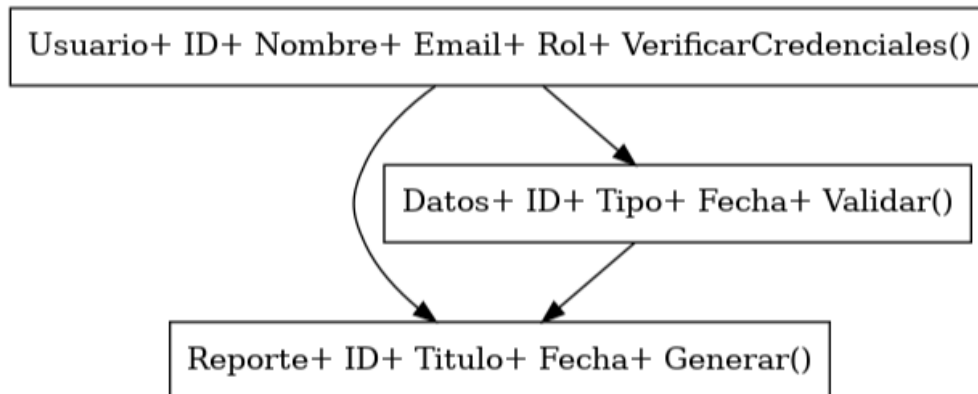 Usuario+ ID+ Nombre+ Email+ Rol+ VerificarCredenciales()
Datos+ ID+ Tipo+ Fecha+ Validar()
Reporte+ ID+ Titulo+ Fecha+ Generar()